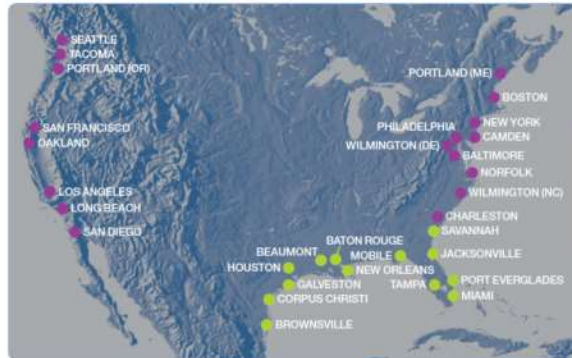 SEATTLE
TACOMA
PORTLAND (OR)
SAN FRANCISCO
OAKLAND
LOS ANGELES
LONG BEACH
SAN DIEGO
PORTLAND (ME)
BOSTON
NEW YORK
PHILADELPHIA
CAMDEN
WILMINGTON (DE)
BALTIMORE
NORFOLK
WILMINGTON (NC)
CHARLESTON
SAVANNAH
BATON ROUGE
BEAUMONT
MOBILE
JACKSONVILLE
HOUSTON
NEW ORLEANS
GALVESTON
TAMPA
PORT EVERGLADES
CORPUS CHRISTI
MIAMI
BROWNSVILLE